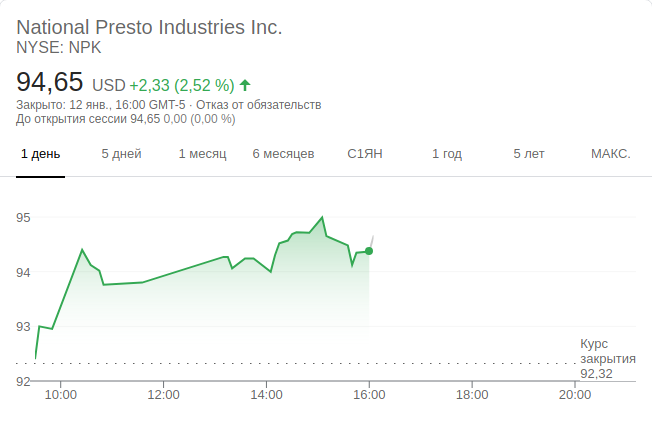 National Presto Industries Inc.
NYSE: NPK
94,65 USD +2,33 (2,52 %)
Закрыто: 12 янв., 16:00 GMT-5 · Отказ от обязательств
До открытия сессии 94,65 0,00 (0,00 %)
1 день 5 дней 1 месяц 6 месяцев С1ЯН 1 год 5 лет МАКС.
95
94
93
Курс
закрытия
92,32
92
10:00 12:00 14:00 16:00 18:00 20:00